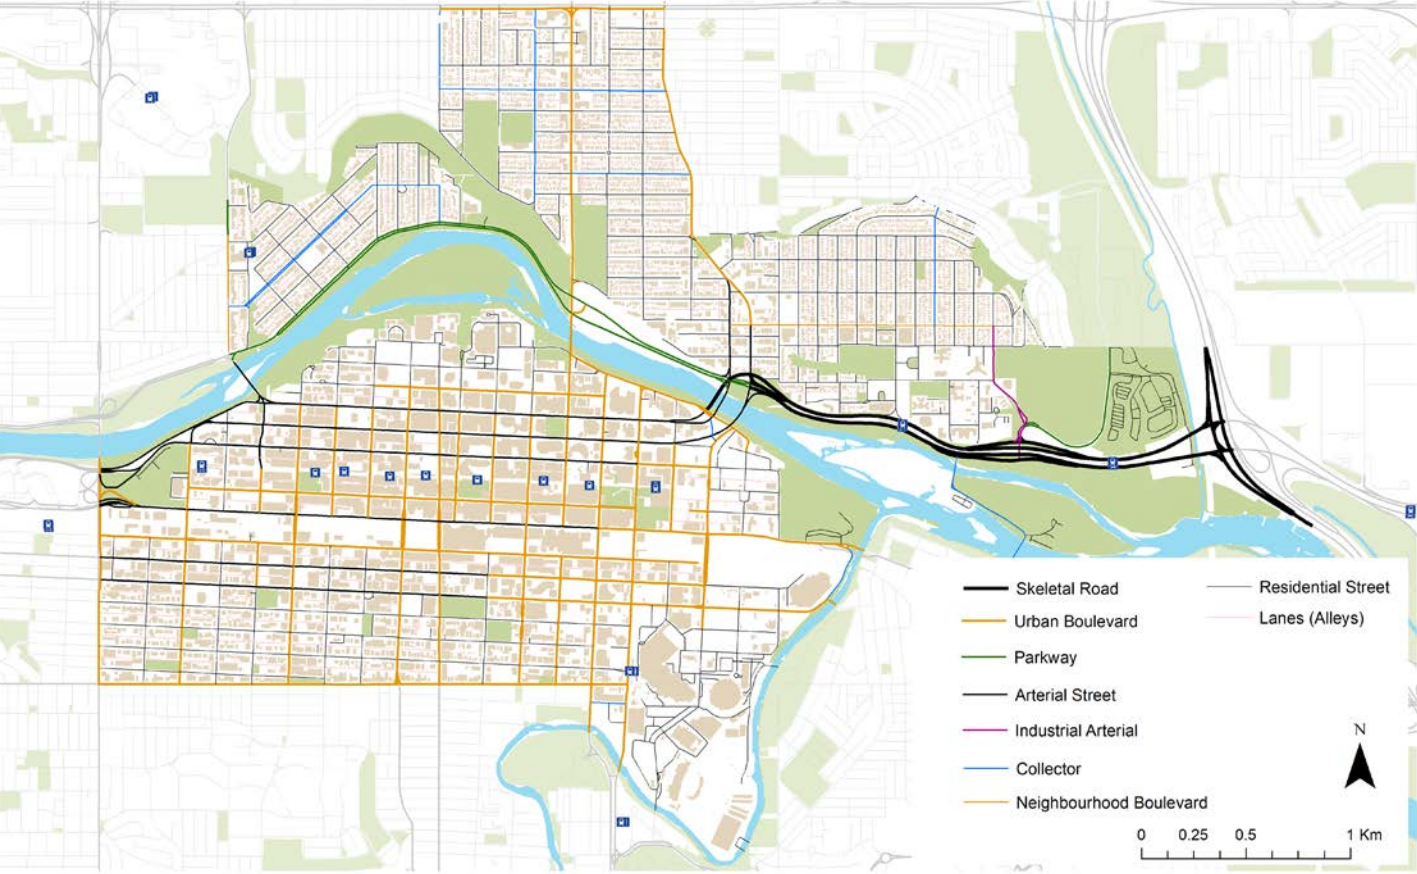 Skeletal Road
Residential Street
Urban Boulevard
Lanes (Alleys)
Parkway
Arterial Street
Industrial Arterial
Collector
Neighbourhood Boulevard
N
0 0.25 0.5 1 Km